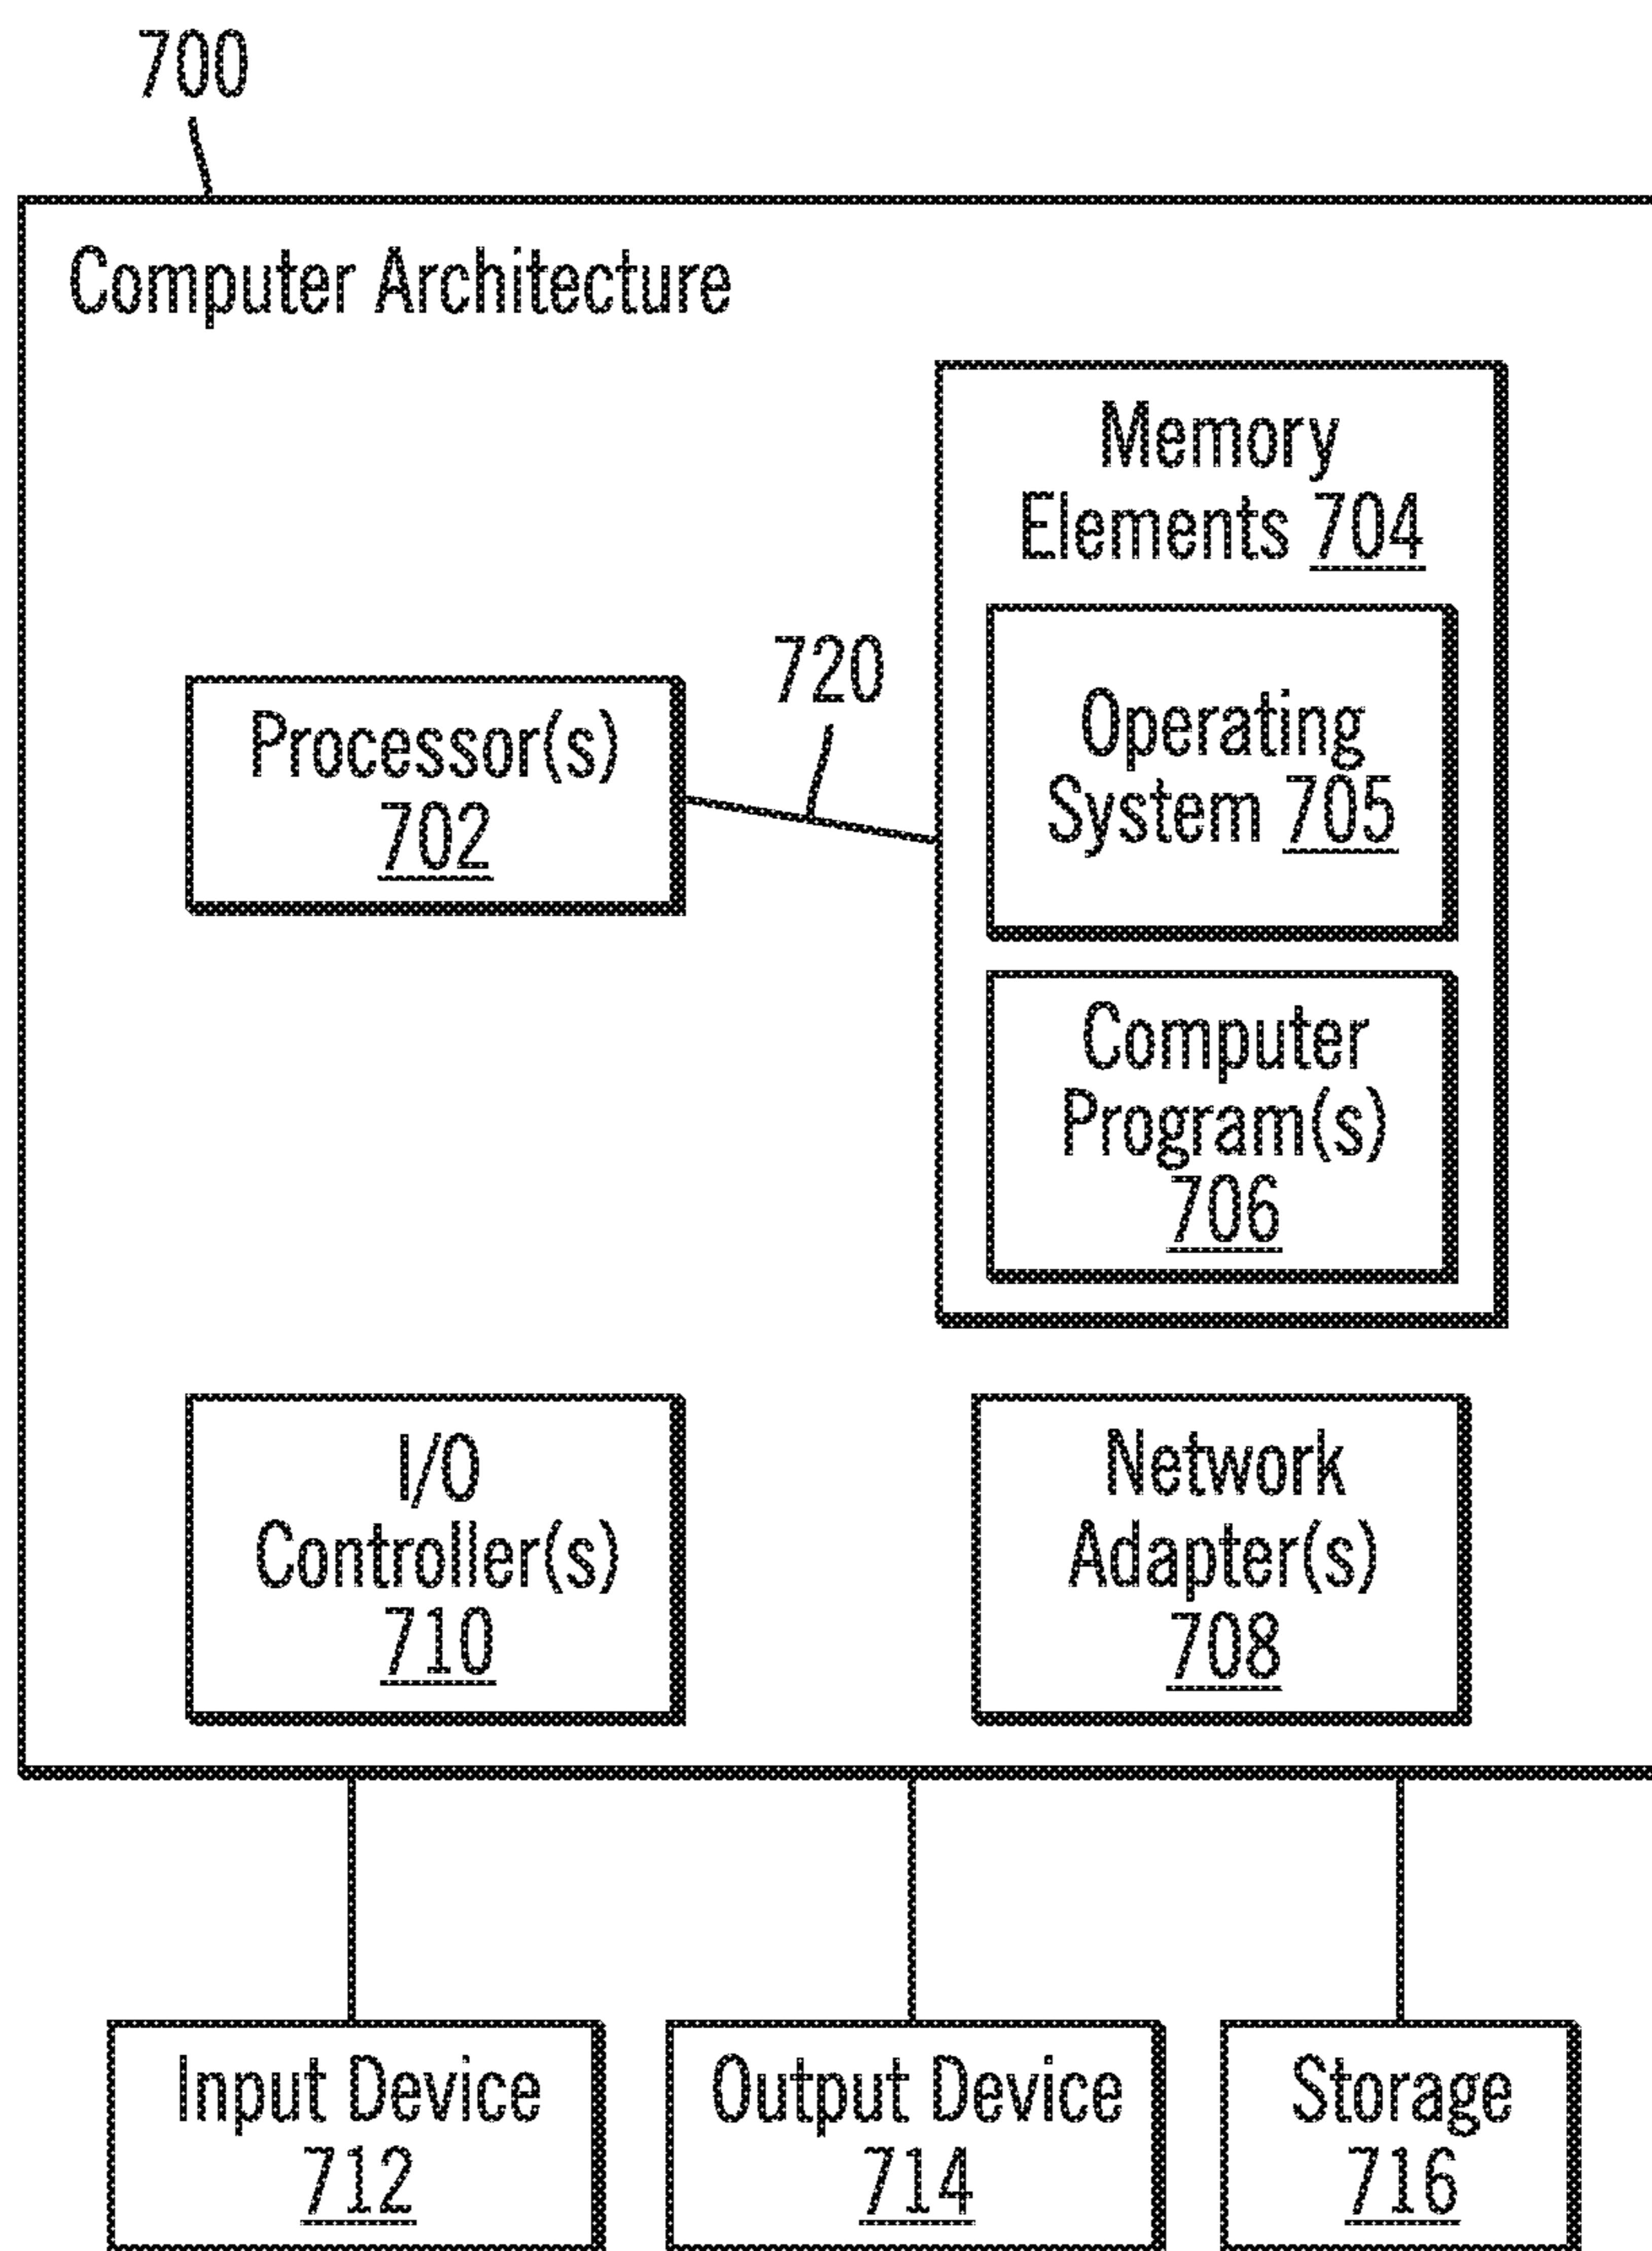 700
Computer Architecture
Memory
Elements 704
720
Processor(s)
702
Operating
System 705
Computer
Program(s)
706
I/O
Controller(s)
710
Network
Adapter(s)
708
Input Device
712
Output Device
714
Storage
716